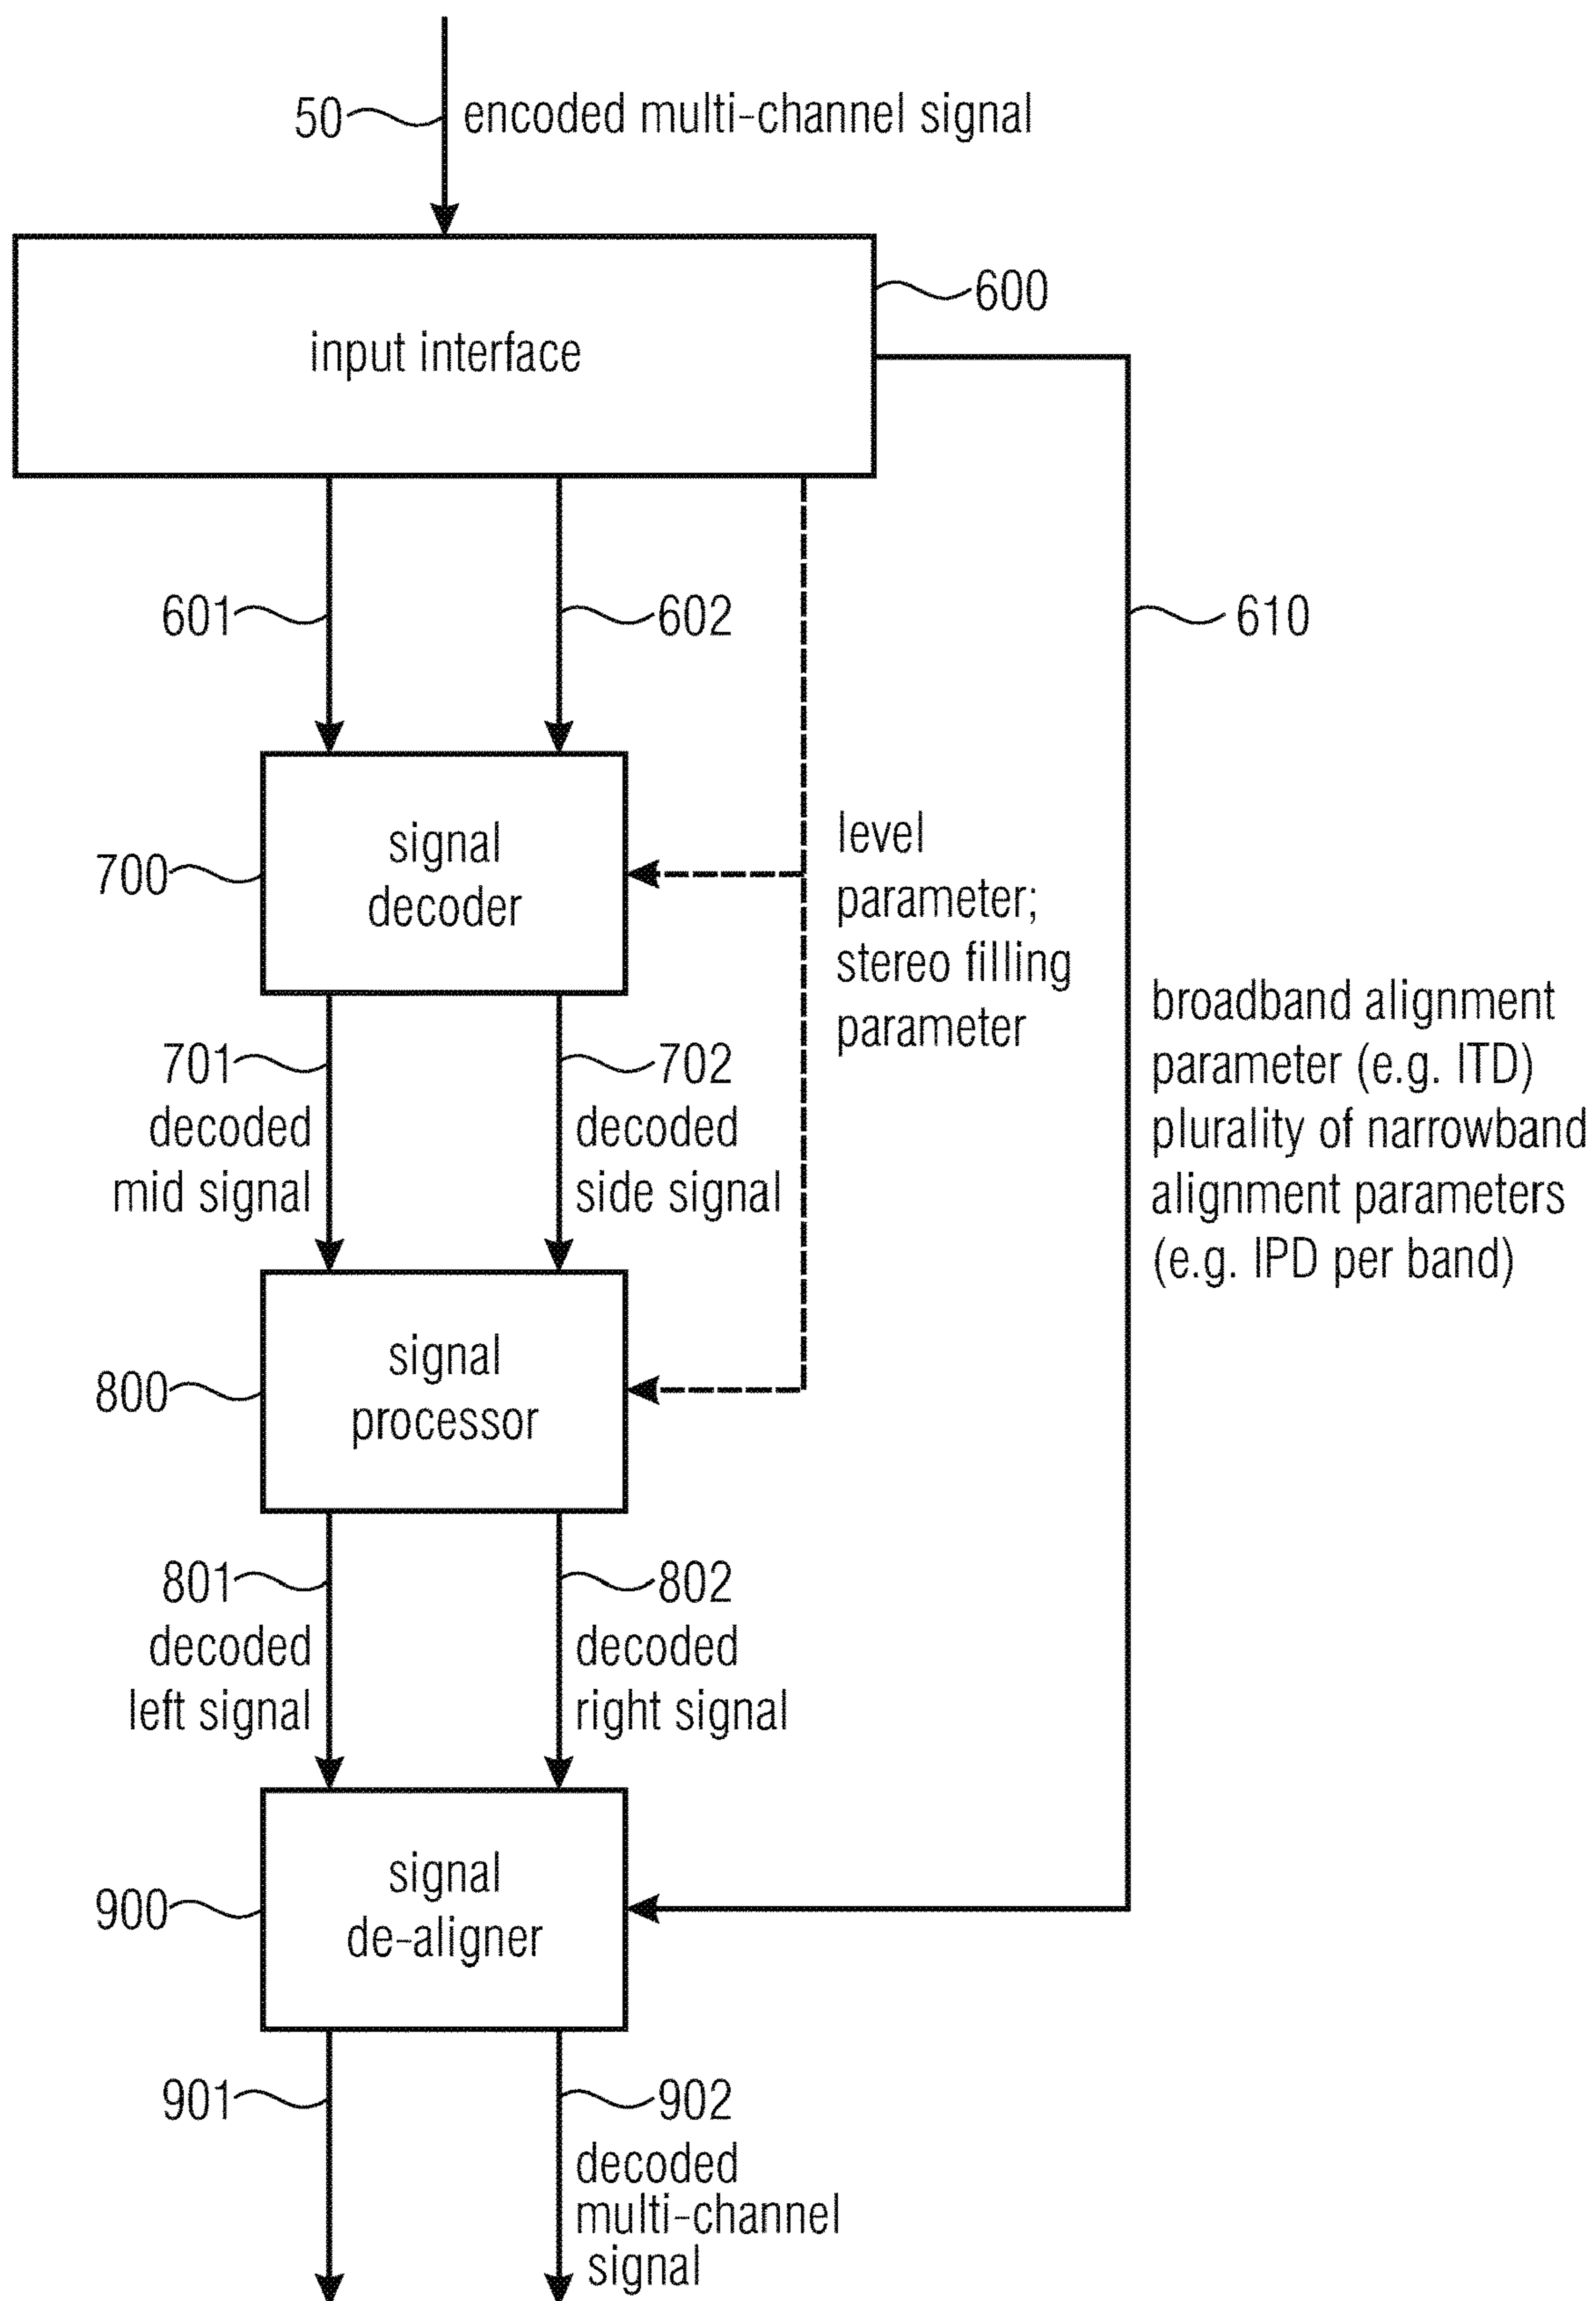 50
encoded multi-channel signal
600
input interface
601
602
610
700
signal
decoder
level
parameter;
stereo filling
parameter
broadband alignment
parameter (e.g. ITD)
plurality of narrowband
alignment parameters
(e.g. IPD per band)
701
decoded
mid signal
702
decoded
side signal
800
signal
processor
801
decoded
left signal
802
decoded
right signal
900
signal
de-aligner
901
902
decoded
multi-channel
signal